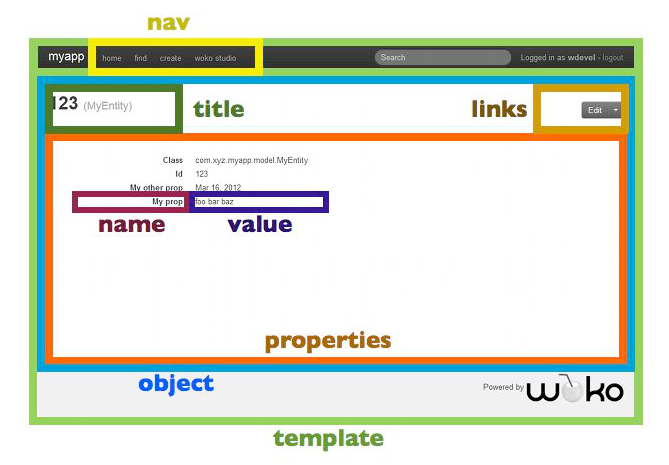 nav
myapp home find create woko studio Search Logged in as wdevel - logout
123 (MyEntity) title links Edit
Class com.xyz.myapp.model.MyEntity
Id 123
My other prop Mar 16, 2012
My prop foo bar baz
name value
properties
object
Powered by woko
template